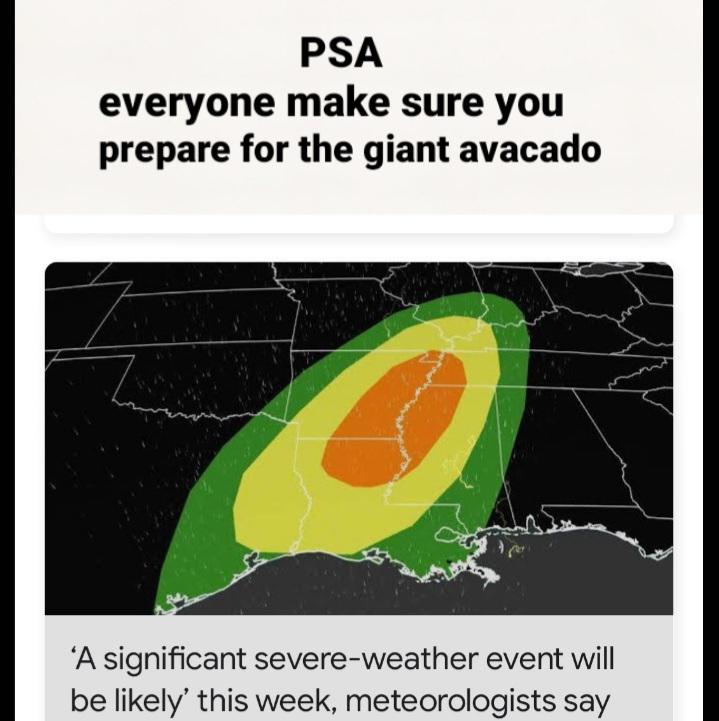 PSA
everyone make sure you
prepare for the giant avacado
‘A significant severe-weather event will
be likely’ this week, meteorologists say